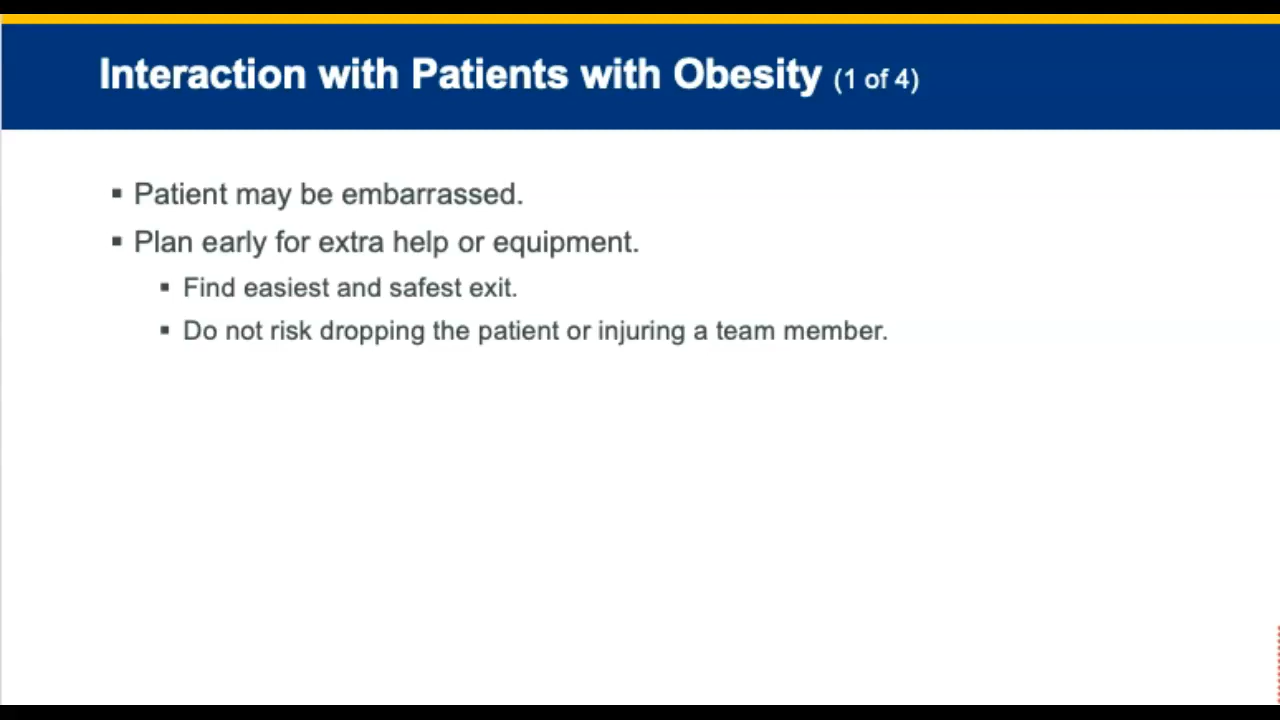 Interaction with Patients with Obesity (1 of 4)
▪ Patient may be embarrassed.
▪ Plan early for extra help or equipment.
▪ Find easiest and safest exit.
▪ Do not risk dropping the patient or injuring a team member.